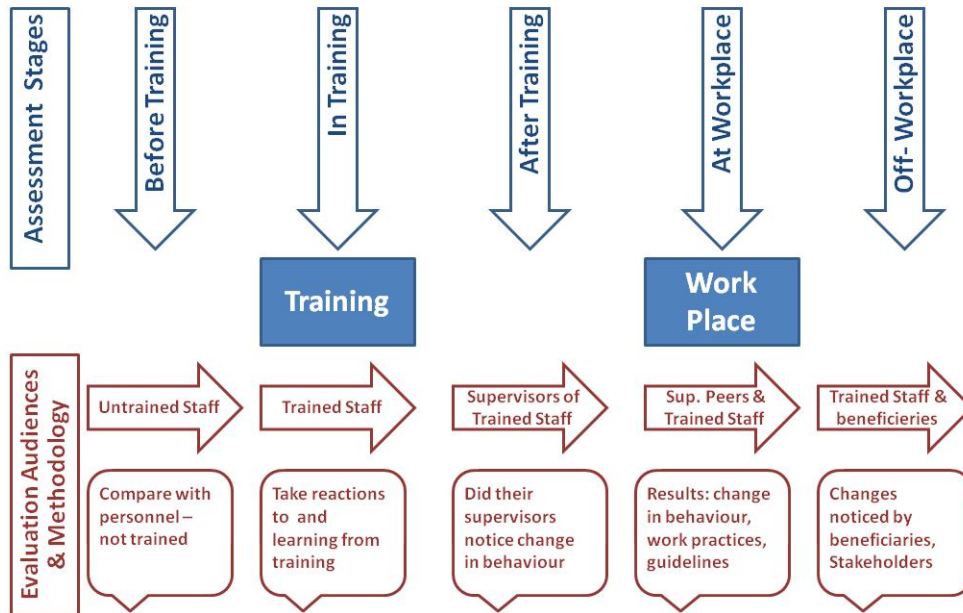 Assessment Stages
Before Training
In Training
After Training
At Workplace
Off- Workplace
Training
Work
Place
Evaluation Audiences
& Methodology
Untrained Staff
Trained Staff
Supervisors of
Trained Staff
Sup. Peers &
Trained Staff
Trained Staff &
beneficieries
Compare with
personnel –
not trained
Take reactions
to and
learning from
training
Did their
supervisors
notice change
in behaviour
Results: change
in behaviour,
work practices,
guidelines
Changes
noticed by
beneficiaries,
Stakeholders